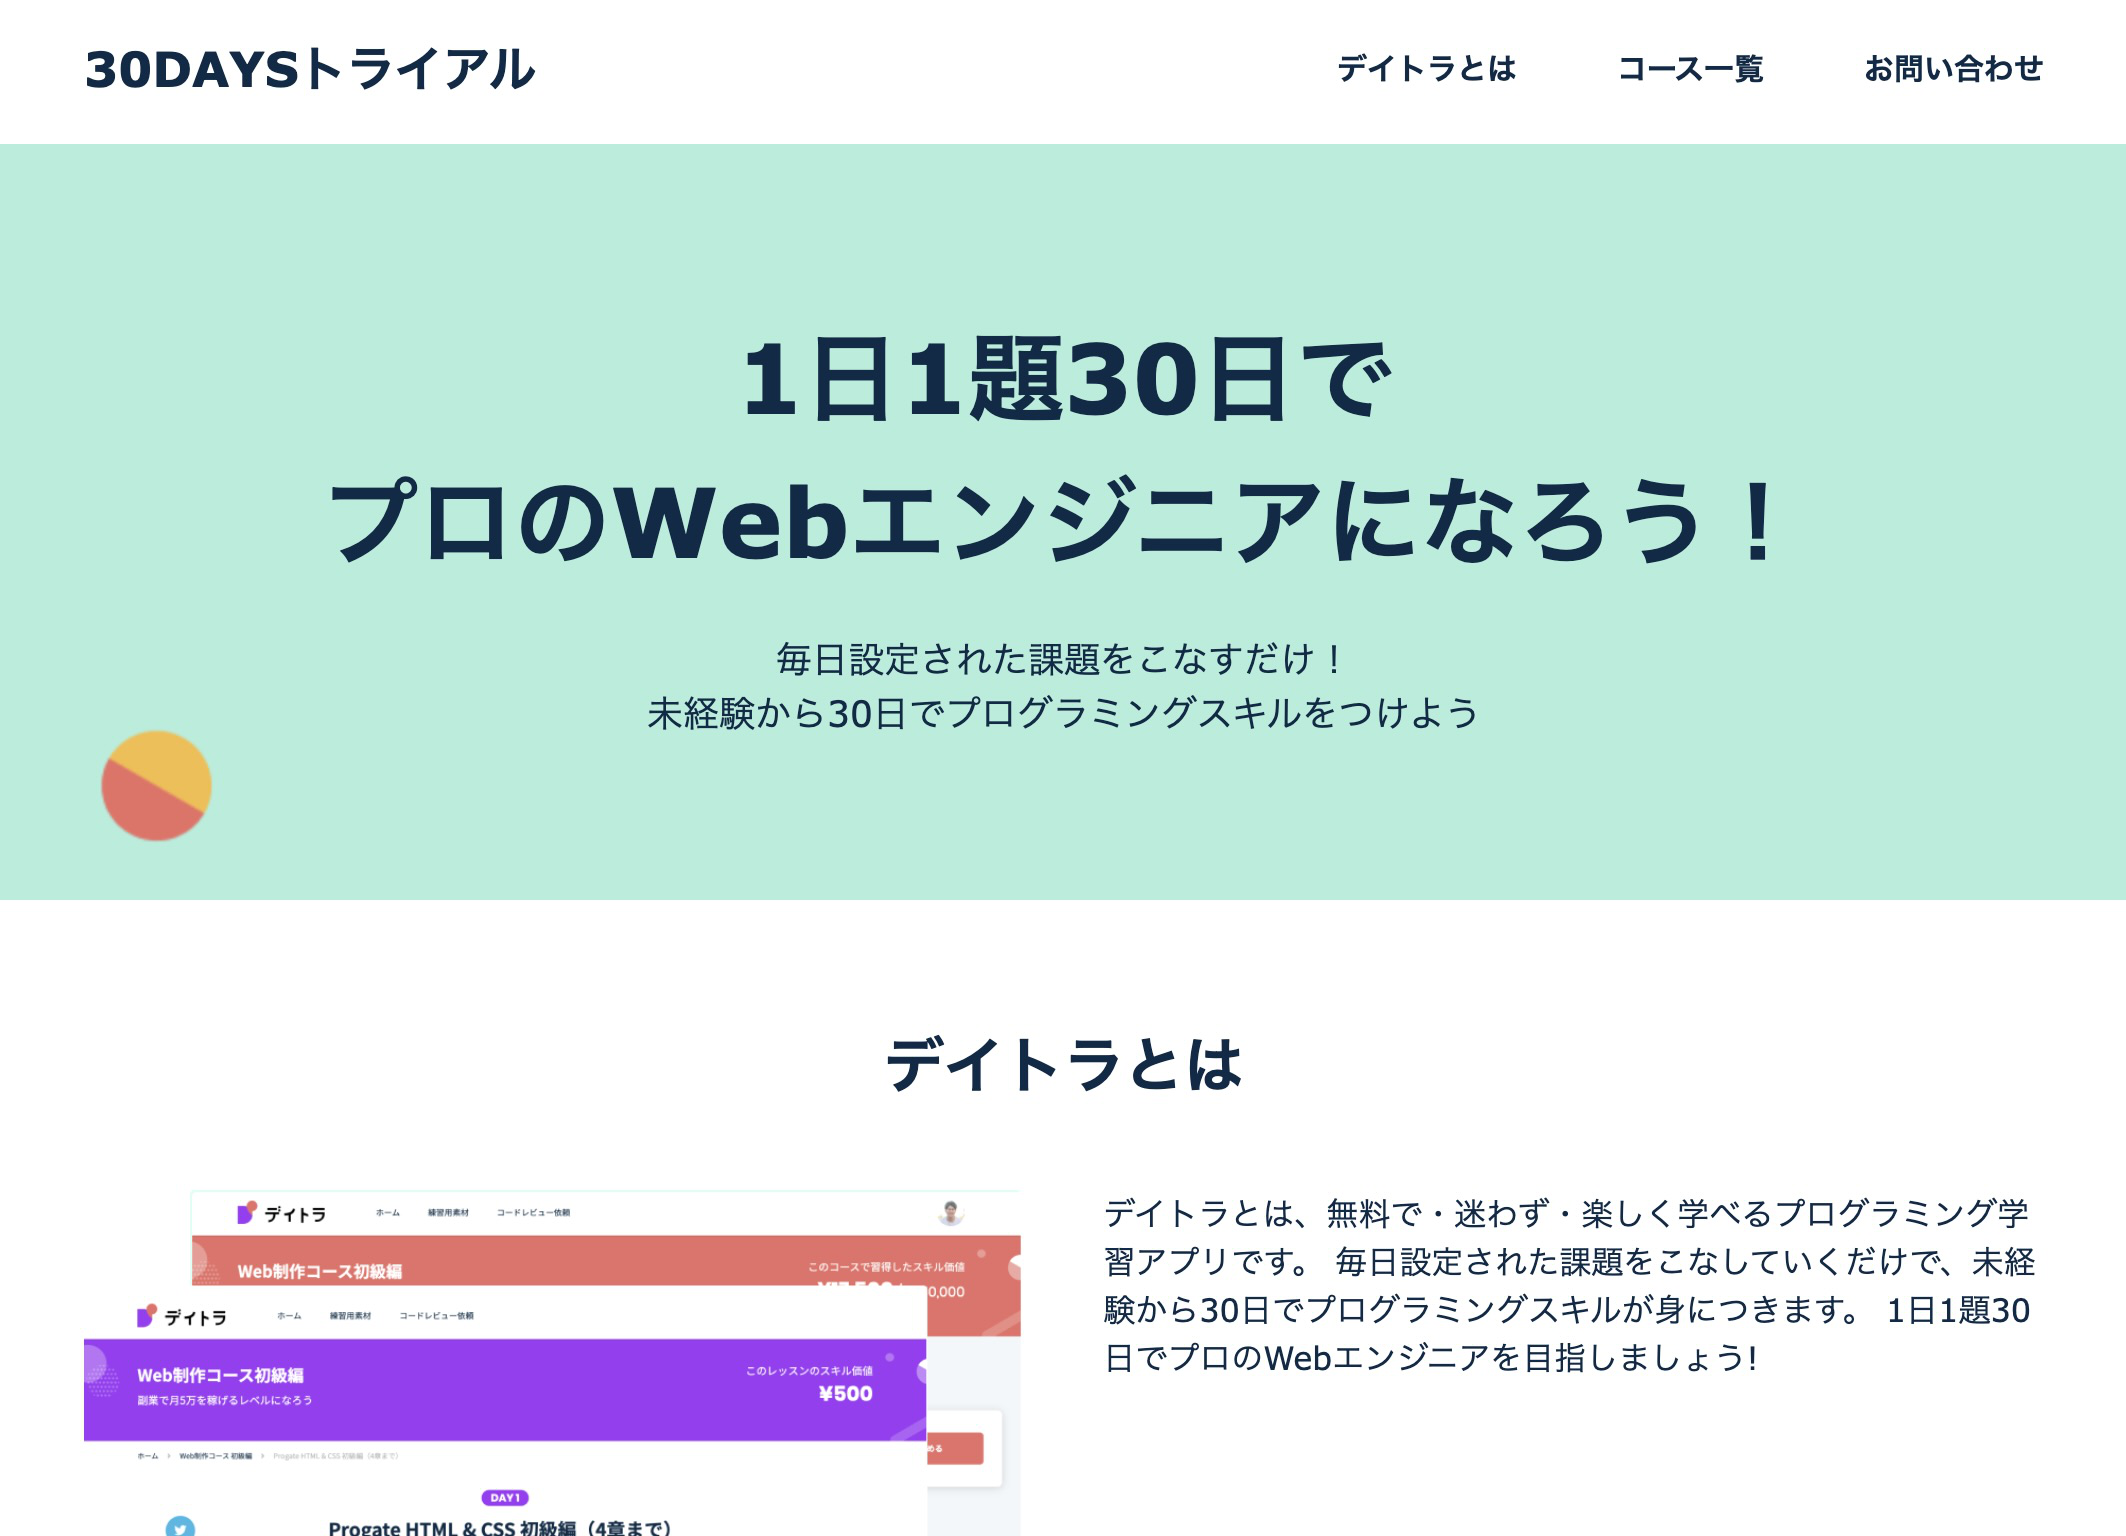 30DAYSトライアル
デイトラとは
コース一覧
お問い合わせ
1日1題30日で
プロのWebエンジニアになろう！
毎日設定された課題をこなすだけ！
未経験から30日でプログラミングスキルをつけよう
デイトラとは
デイトラ
ホーム
練習用素材
コードレビュー依頼
Web制作コース初級編
このコースで習得したスキル価値
0,000
デイトラ
ホーム
練習用素材
コードレビュー依頼
Web制作コース初級編
副業で月5万を稼げるレベルになろう
このレッスンのスキル価値
¥500
ホーム > Web制作コース 初級編 > Progate HTML & CSS 初級編（4章まで）
める
DAY1
Progate HTML & CSS 初級編（4章まで）
デイトラとは、無料で・迷わず・楽しく学べるプログラミング学
習アプリです。 毎日設定された課題をこなしていくだけで、未経
験から30日でプログラミングスキルが身につきます。 1日1題30
日でプロのWebエンジニアを目指しましょう!